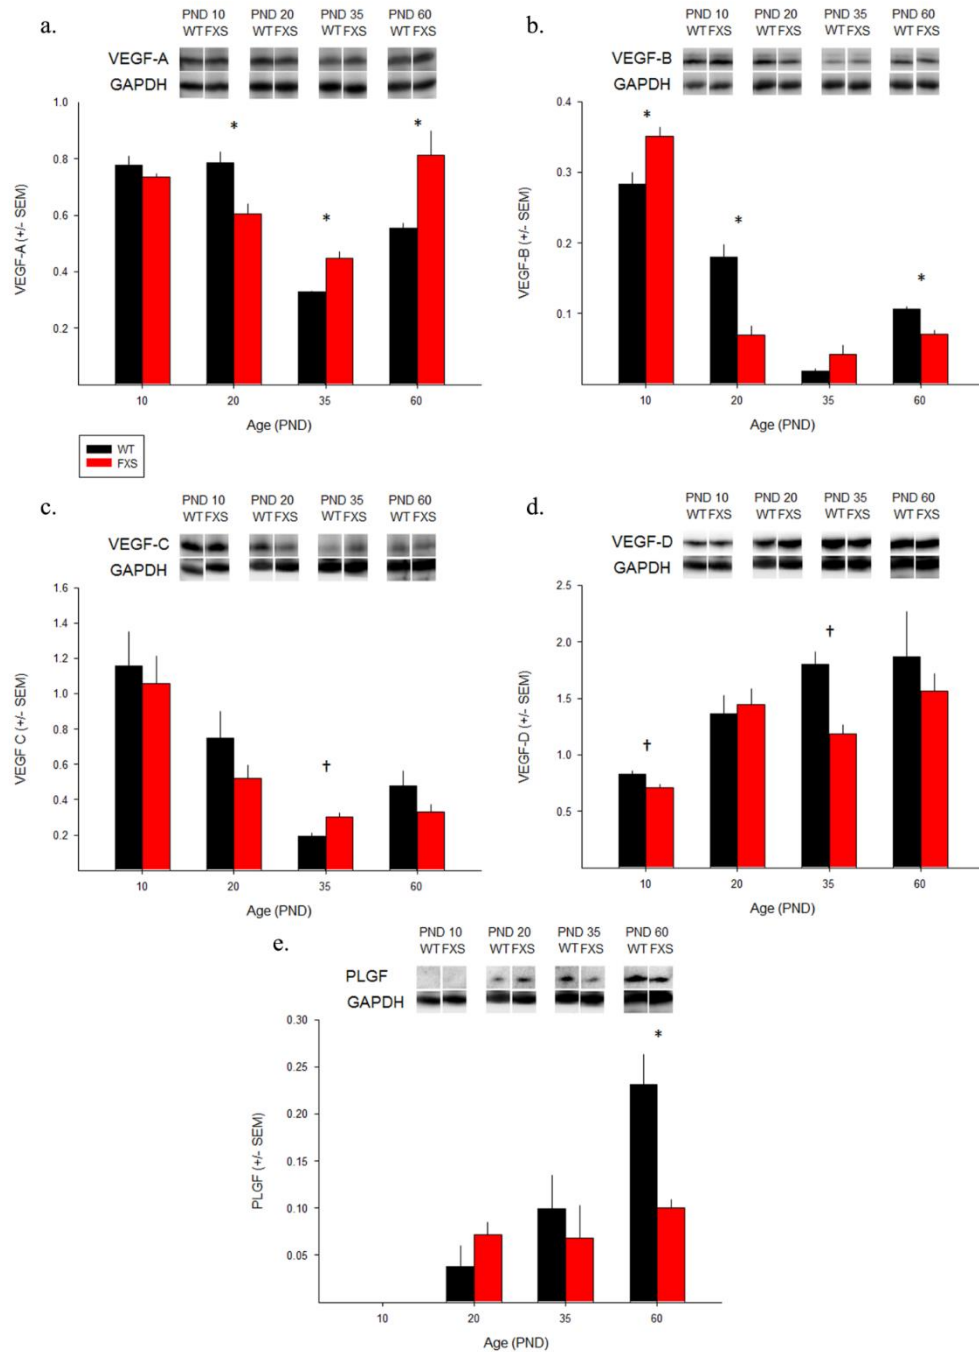 a.
PND 10 PND 20 PND 35 PND 60
WT FXS WT FXS WT FXS WT FXS
VEGF-A
GAPDH
1.0
0.8
0.6
0.4
0.2
VEGF-A (+/- SEM)
* * *
10 20 35 60
Age (PND)
WT
FXS
b.
PND 10 PND 20 PND 35 PND 60
WT FXS WT FXS WT FXS WT FXS
VEGF-B
GAPDH
0.4
0.3
0.2
0.1
VEGF-B (+/- SEM)
* * *
10 20 35 60
Age (PND)
c.
PND 10 PND 20 PND 35 PND 60
WT FXS WT FXS WT FXS WT FXS
VEGF-C
GAPDH
1.6
1.4
1.2
1.0
0.8
0.6
0.4
0.2
VEGF C (+/- SEM)
†
10 20 35 60
Age (PND)
d.
PND 10 PND 20 PND 35 PND 60
WT FXS WT FXS WT FXS WT FXS
VEGF-D
GAPDH
2.5
2.0
1.5
1.0
0.5
VEGF-D (+/- SEM)
† †
10 20 35 60
Age (PND)
e.
PND 10 PND 20 PND 35 PND 60
WT FXS WT FXS WT FXS WT FXS
PLGF
GAPDH
0.30
0.25
0.20
0.15
0.10
0.05
PLGF (+/- SEM)
*
10 20 35 60
Age (PND)